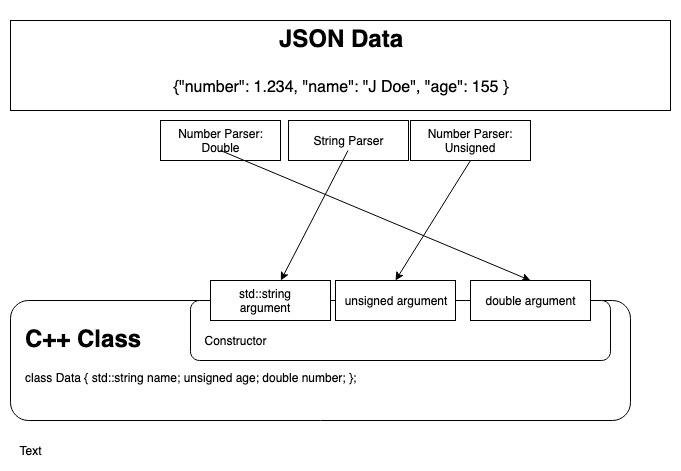 JSON Data
{"number": 1.234, "name": "J Doe", "age": 155 }
Number Parser:
Double
String Parser
Number Parser:
Unsigned
std::string
argument
unsigned argument
double argument
C++ Class
Constructor
class Data { std::string name; unsigned age; double number; };
Text